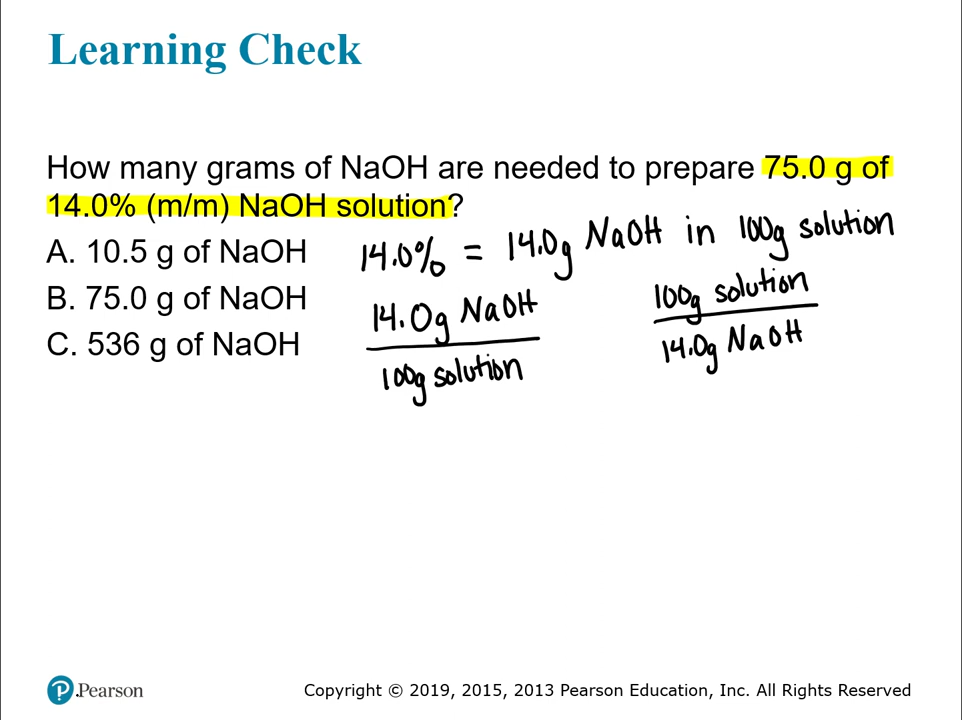 Learning Check
How many grams of NaOH are needed to prepare 75.0 g of
14.0% (m/m) NaOH solution?
A. 10.5 g of NaOH
14.0% = 14.0g NaOH in 100g solution
B. 75.0 g of NaOH
14.0g NaOH
100g solution
100g solution
14.0g NaOH
C. 536 g of NaOH
Pearson
Copyright © 2019, 2015, 2013 Pearson Education, Inc. All Rights Reserved